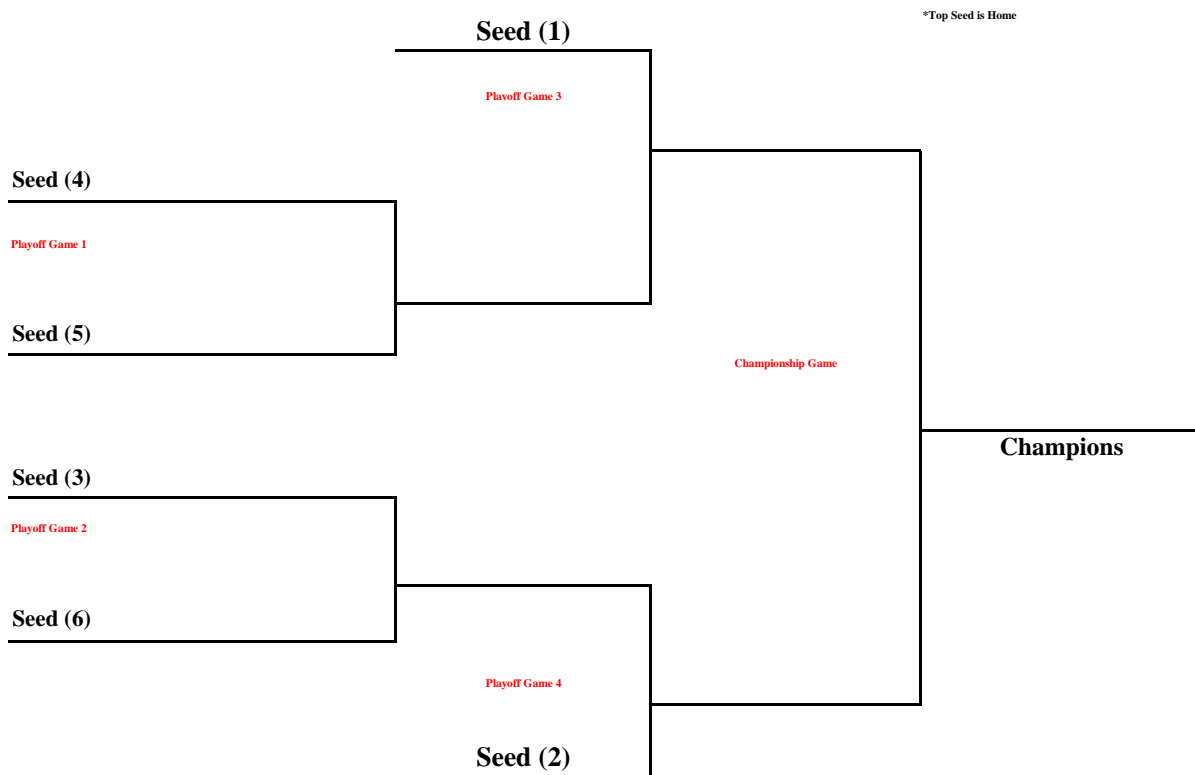 *Top Seed is Home
Seed (1)
Playoff Game 3
Seed (4)
Playoff Game 1
Seed (5)
Championship Game
Champions
Seed (3)
Playoff Game 2
Seed (6)
Playoff Game 4
Seed (2)